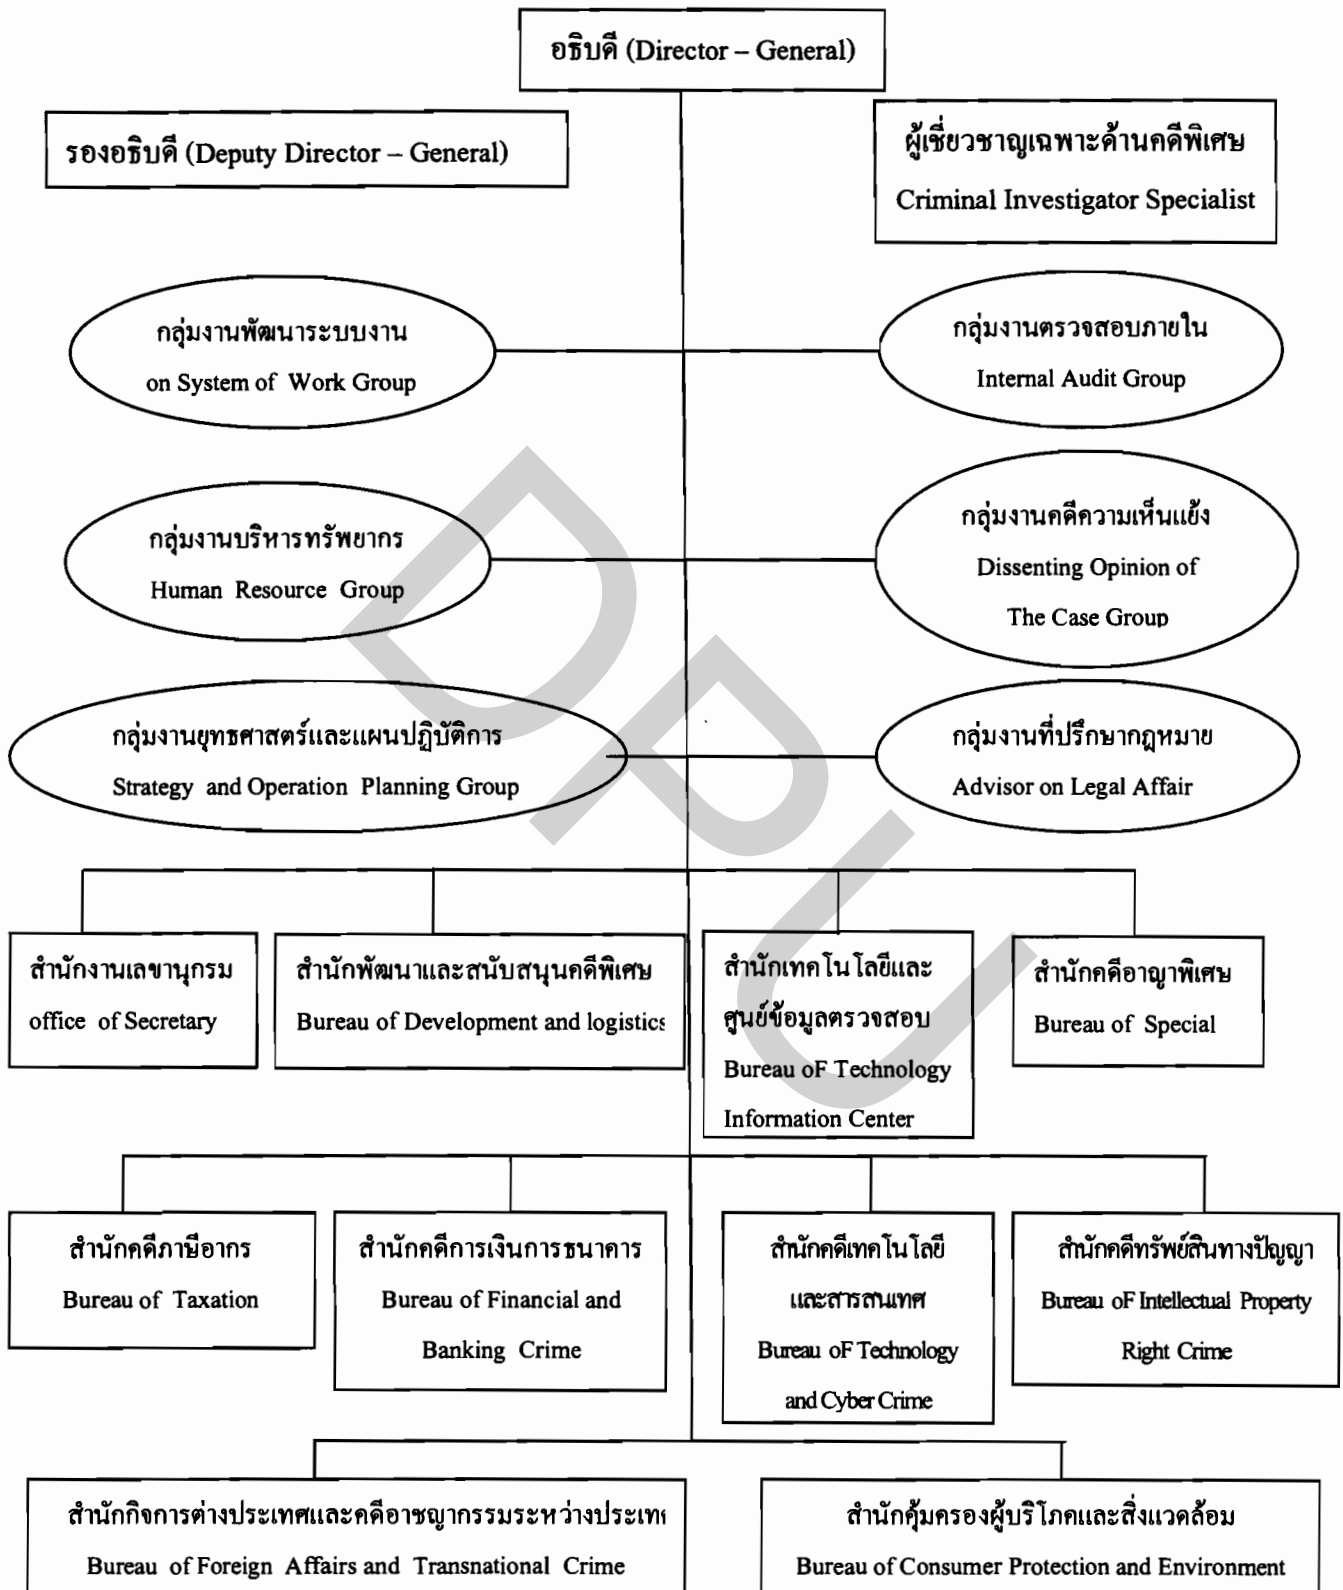 อธิบดี (Director – General)
รองอธิบดี (Deputy Director – General)
ผู้เชี่ยวชาญเฉพาะด้านคดีพิเศษ
Criminal Investigator Specialist
กลุ่มงานพัฒนาระบบงาน
on System of Work Group
กลุ่มงานตรวจสอบภายใน
Internal Audit Group
กลุ่มงานบริหารทรัพยากร
Human Resource Group
กลุ่มงานคดีความเห็นแย้ง
Dissenting Opinion of
The Case Group
กลุ่มงานยุทธศาสตร์และแผนปฏิบัติการ
Strategy and Operation Planning Group
กลุ่มงานที่ปรึกษากฎหมาย
Advisor on Legal Affair
DPU
สำนักงานเลขานุกรม
office of Secretary
สำนักพัฒนาและสนับสนุนคดีพิเศษ
Bureau of Development and logistics
สำนักเทคโนโลยีและ
ศูนย์ข้อมูลตรวจสอบ
Bureau oF Technology
Information Center
สำนักคดีอาญาพิเศษ
Bureau of Special
สำนักคดีภาษีอากร
Bureau of Taxation
สำนักคดีการเงินการธนาคาร
Bureau of Financial and
Banking Crime
สำนักคดีเทคโนโลยี
และสารสนเทศ
Bureau oF Technology
and Cyber Crime
สำนักคดีทรัพย์สินทางปัญญา
Bureau oF Intellectual Property
Right Crime
สำนักกิจการต่างประเทศและคดีอาชญากรรมระหว่างประเท
Bureau of Foreign Affairs and Transnational Crime
สำนักคุ้มครองผู้บริโภคและสิ่งแวดล้อม
Bureau of Consumer Protection and Environment